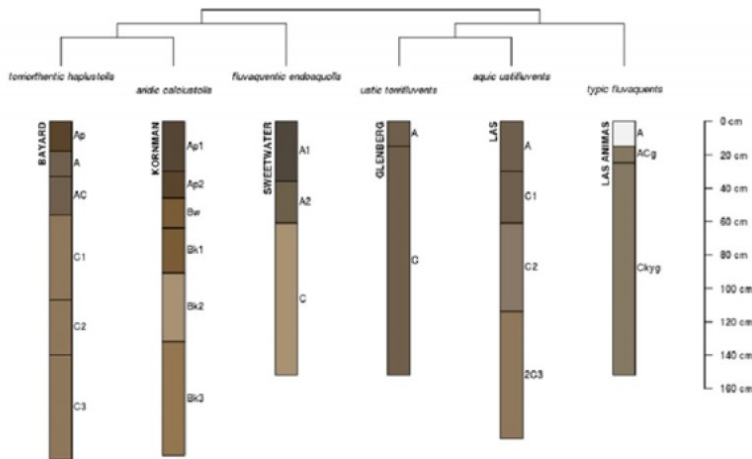 torriorthentic haplustolls
aridic calciustolls
fluvaquentic endoaquolls
ustic torrifluvents
aquic ustifluvents
typic fluvaquents
BAYARD
Ap
A
AC
C1
C2
C3
KORNMAN
Ap1
Ap2
Bw
Bk1
Bk2
Bk3
SWEETWATER
A1
A2
C
GLENBERG
A
C
LAS
A
C1
C2
2C3
LAS ANIMAS
A
ACg
Ckyg
0 cm
20 cm
40 cm
60 cm
80 cm
100 cm
120 cm
140 cm
160 cm